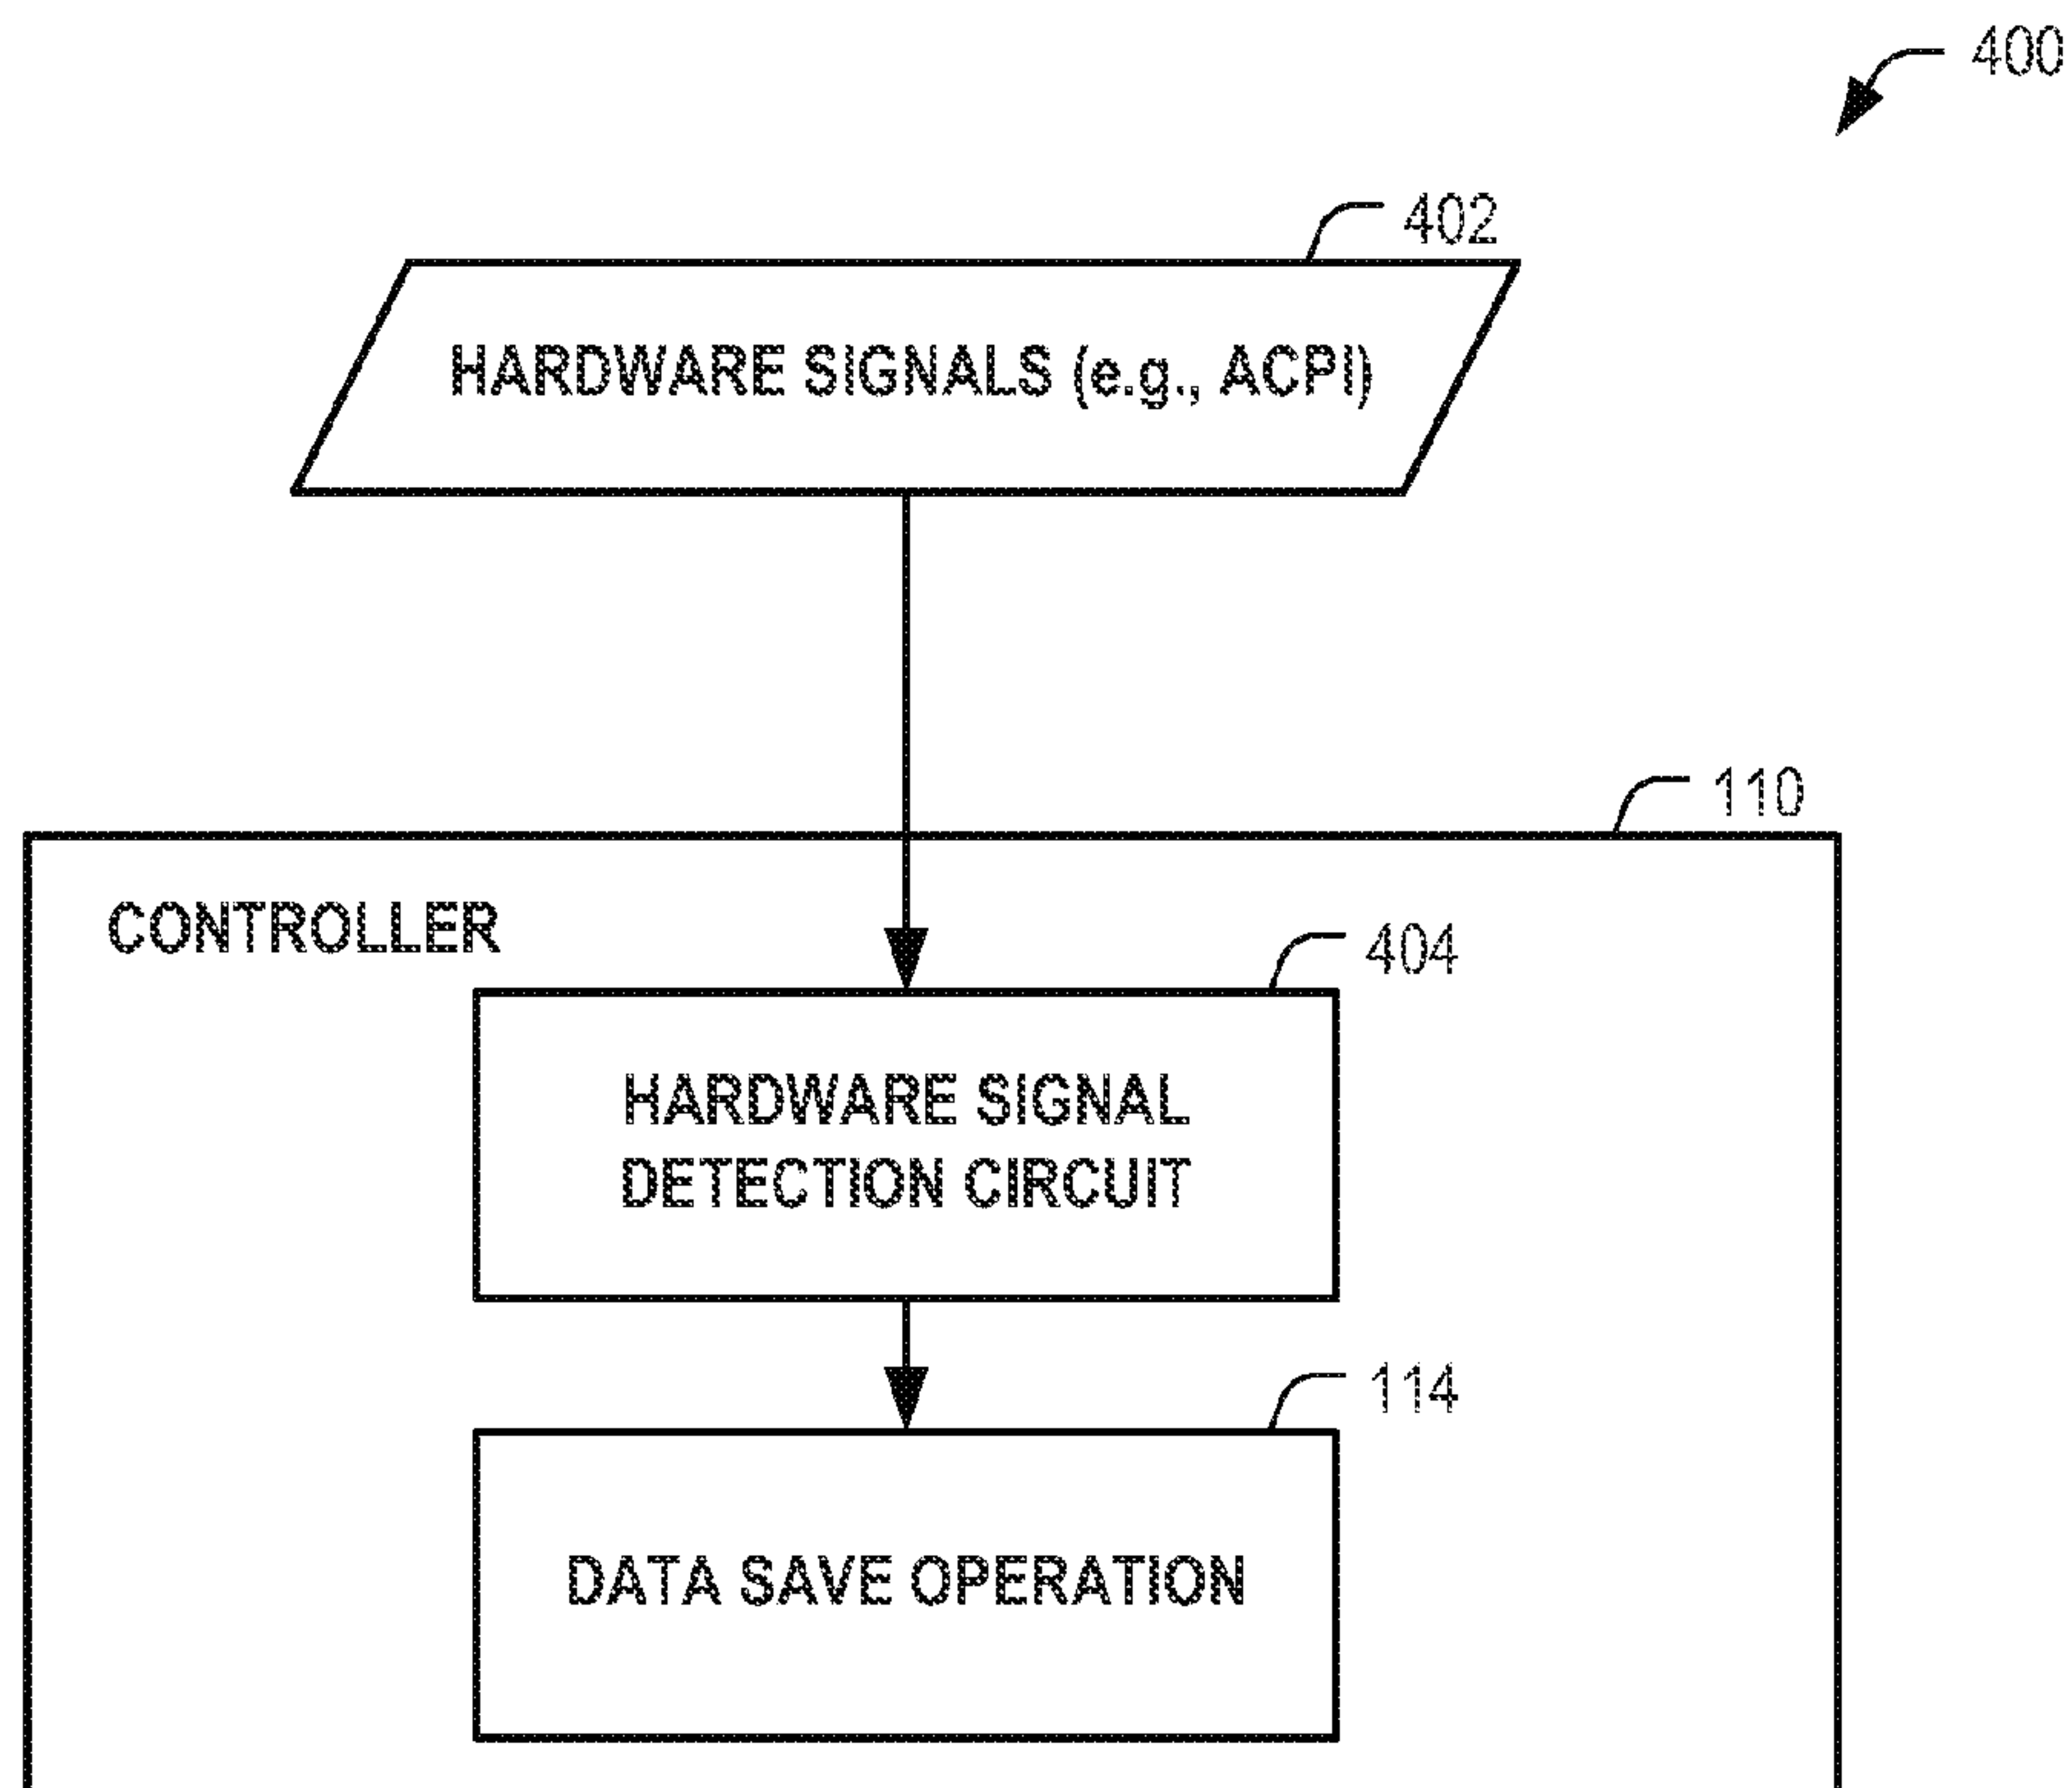 400
402
HARDWARE SIGNALS (e.g., ACPI)
110
CONTROLLER
404
HARDWARE SIGNAL
DETECTION CIRCUIT
114
DATA SAVE OPERATION